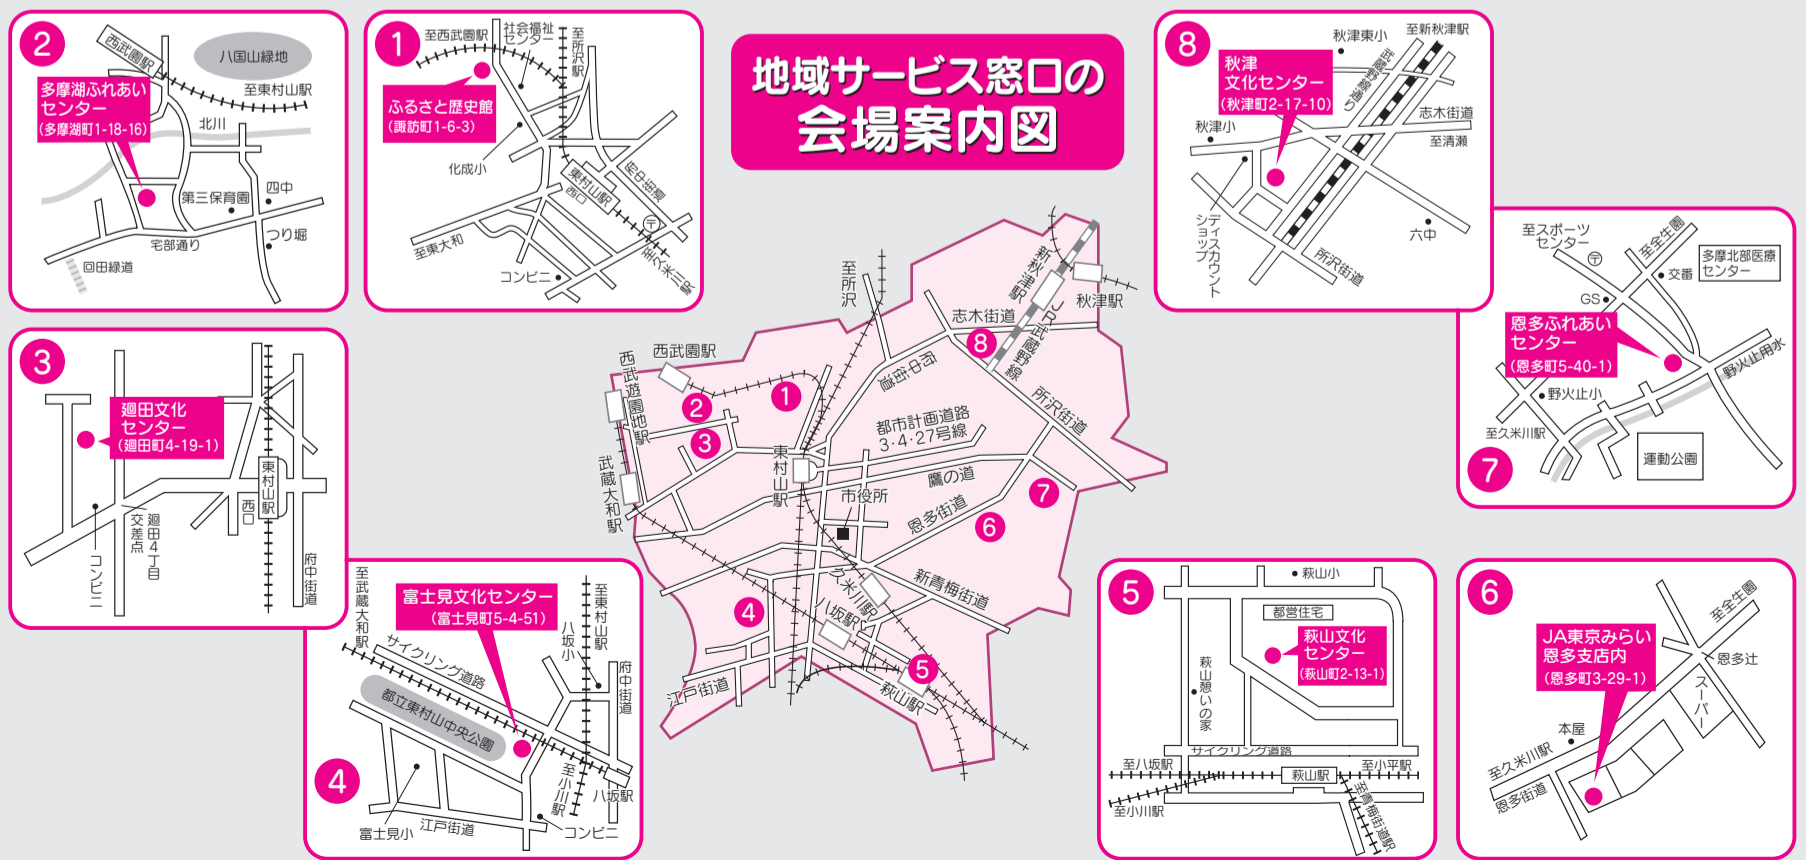 地域サービス窓口の
会場案内図
2
西武園駅
八国山緑地
多摩湖ふれあい
センター
(多摩湖町1-18-16)
至東村山駅
北川
第三保育園
四中
つり堀
宅部通り
回田緑道
1
至西武園駅
社会福祉
センター
至所沢駅
ふるさと歴史館
(諏訪町1-6-3)
化成小
東村山駅
西口
府中街道
〒
至東大和
コンビニ
至久米川駅
8
秋津東小
至新秋津駅
秋津
文化センター
(秋津町2-17-10)
武蔵野線通り
志木街道
至清瀬
秋津小
ディスカウント
ショップ
六中
所沢街道
7
至スポーツ
センター
〒
至全生園
交番
多摩北部医療
センター
GS
恩多ふれあい
センター
(恩多町5-40-1)
野火止用水
野火止小
至久米川駅
運動公園
3
廻田文化
センター
(廻田町4-19-1)
東村山駅
西口
廻田4丁目
交差点
コンビニ
府中街道
4
至武蔵大和駅
富士見文化センター
(富士見町5-4-51)
サイクリング道路
都立東村山中央公園
八坂小
至東村山駅
府中街道
至小川駅
八坂駅
富士見小
江戸街道
コンビニ
5
萩山小
都営住宅
萩山文化
センター
(萩山町2-13-1)
萩山憩いの家
サイクリング道路
至八坂駅
萩山駅
至小平駅
至小川駅
至青梅街道駅
6
至全生園
JA東京みらい
恩多支店内
(恩多町3-29-1)
恩多辻
スーパー
本屋
至久米川駅
恩多街道
至所沢
新秋津駅
秋津駅
志木街道
JR武蔵野線
8
府中街道
所沢街道
西武園駅
西武遊園地駅
1
2
3
都市計画道路
3・4・27号線
東村山駅
武蔵大和駅
鷹の道
市役所
恩多街道
7
6
久米川駅
新青梅街道
4
八坂駅
5
萩山駅
江戸街道